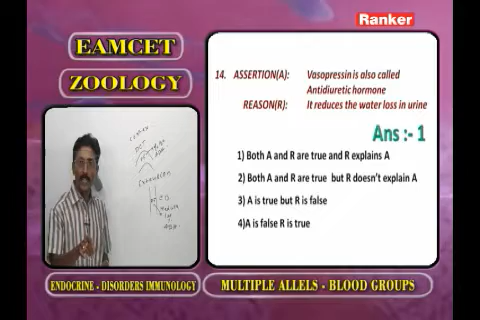 Ranker
EAMCET
ZOOLOGY
14. ASSERTION(A): Vasopressin is also called
Antidiuretic hormone
REASON(R): It reduces the water loss in urine
Ans :- 1
1) Both A and R are true and R explains A
2) Both A and R are true but R doesn't explain A
3) A is true but R is false
4)A is false R is true
ENDOCRINE - DISORDERS IMMUNOLOGY
MULTIPLE ALLELS - BLOOD GROUPS